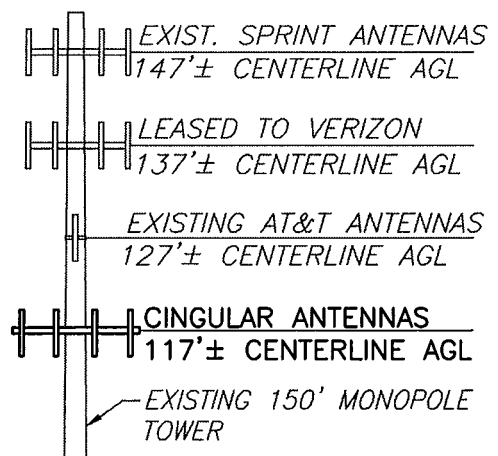 EXIST. SPRINT ANTENNAS
147'± CENTERLINE AGL
LEASED TO VERIZON
137'± CENTERLINE AGL
EXISTING AT&T ANTENNAS
127'± CENTERLINE AGL
CINGULAR ANTENNAS
117'± CENTERLINE AGL
EXISTING 150' MONOPOLE
TOWER